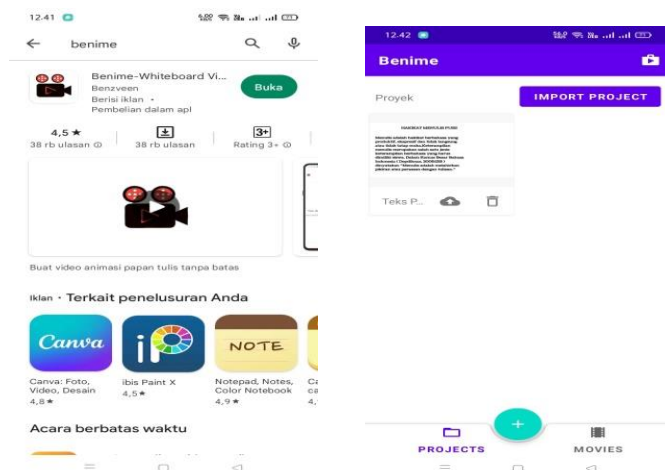 12.41
benime
Benime-Whiteboard Vi...
Benzveen
Berisi iklan •
Pembelian dalam apl
Buka
4,5 ★
38 rb ulasan
38 rb ulasan
3+
Rating 3+
Buat video animasi papan tulis tanpa batas
Iklan • Terkait penelusuran Anda
Canva
NOTE
Canva: Foto,
Video, Desain
4,8 ★
ibis Paint X
4,5 ★
Notepad, Notes,
Color Notebook
4,9 ★
Acara berbatas waktu
12.42
Benime
Proyek
IMPORT PROJECT
HAKIKAT MENULIS PUISI
Teks P...
PROJECTS
MOVIES